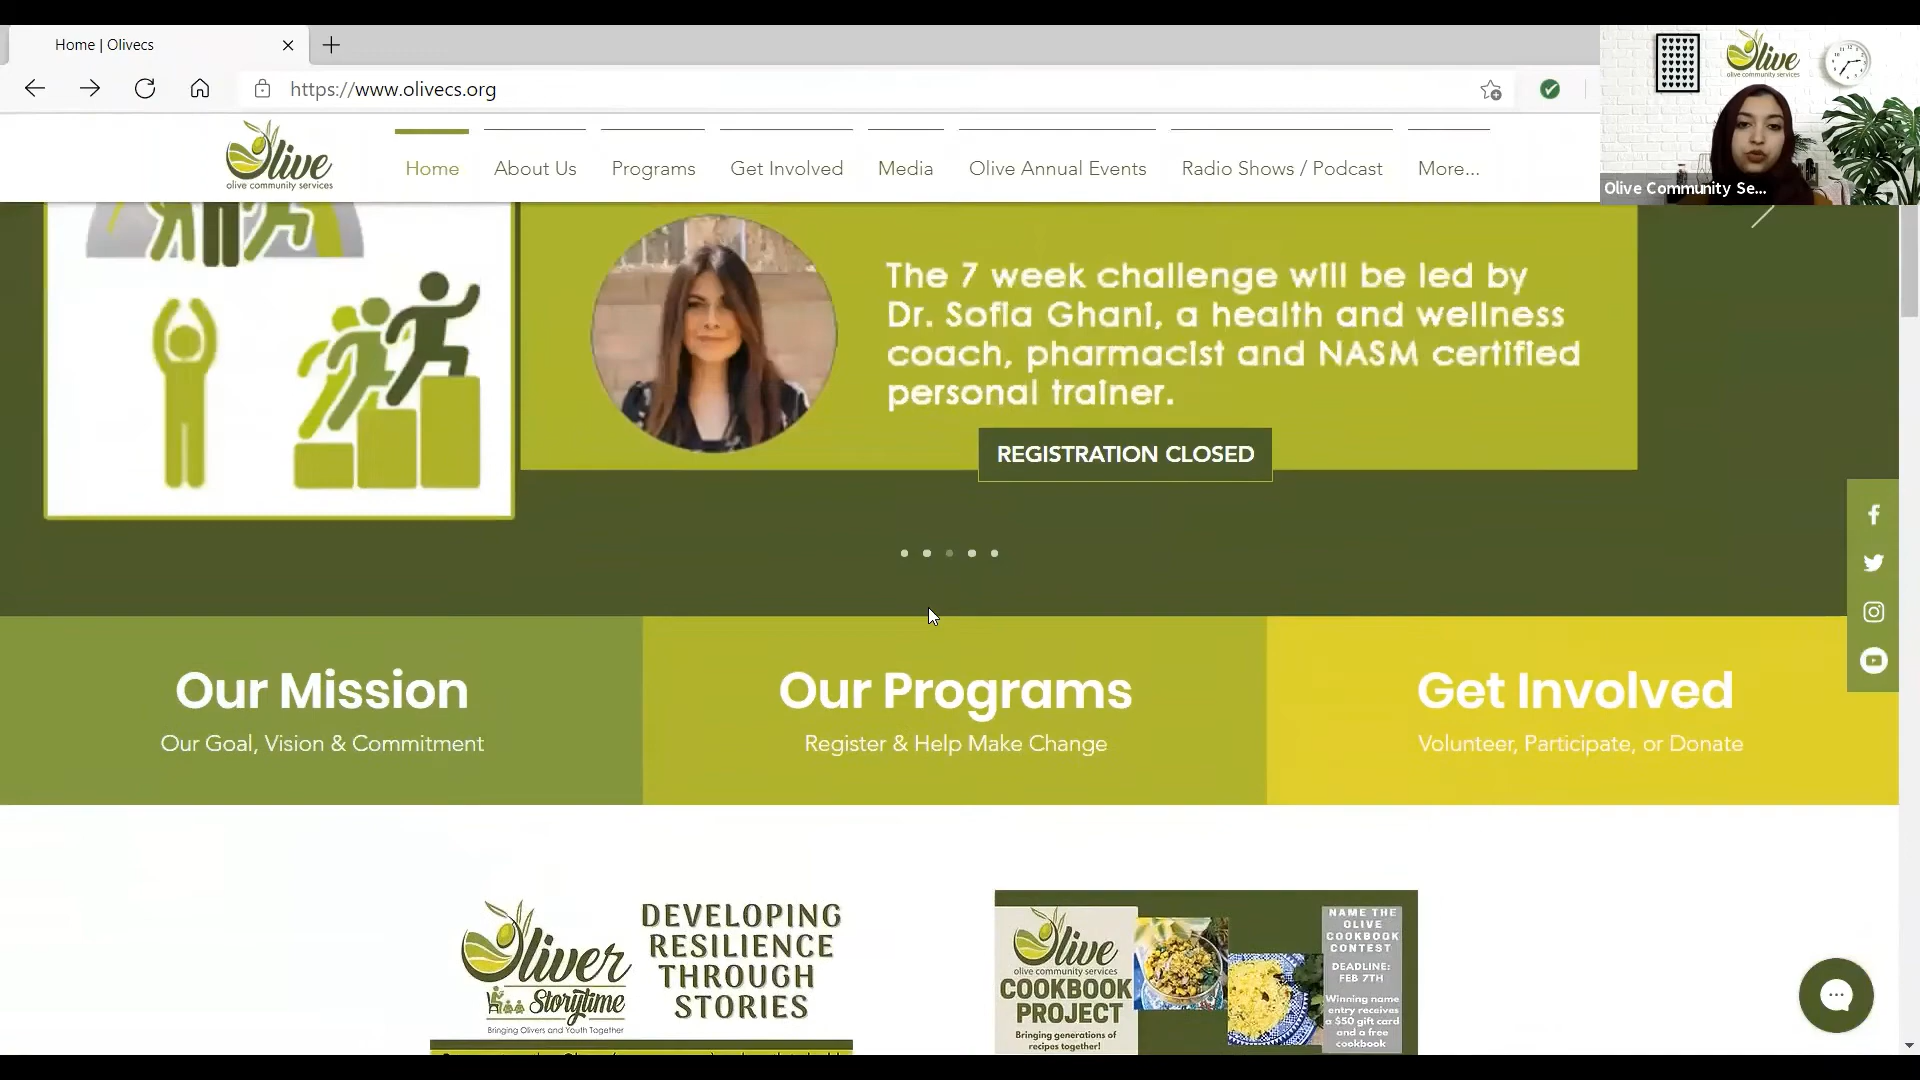 Home | Olivecs
https://www.olivecs.org
Olive
olive community services
Home
About Us
Programs
Get Involved
Media
Olive Annual Events
Radio Shows / Podcast
More...
Olive
olive community services
Olive Community Se...
The 7 week challenge will be led by
Dr. Sofia Ghani, a health and wellness
coach, pharmacist and NASM certified
personal trainer.
REGISTRATION CLOSED
Our Mission
Our Goal, Vision & Commitment
Our Programs
Register & Help Make Change
Get Involved
Volunteer, Participate, or Donate
Oliver
Storytime
Bringing Olivers and Youth Together
DEVELOPING
RESILIENCE
THROUGH
STORIES
Olive
olive community services
COOKBOOK
PROJECT
Bringing generations of
recipes together!
NAME THE
OLIVE
COOKBOOK
CONTEST
DEADLINE:
FEB 7TH
Winning name
entry receives
a $50 gift card
and a free
cookbook